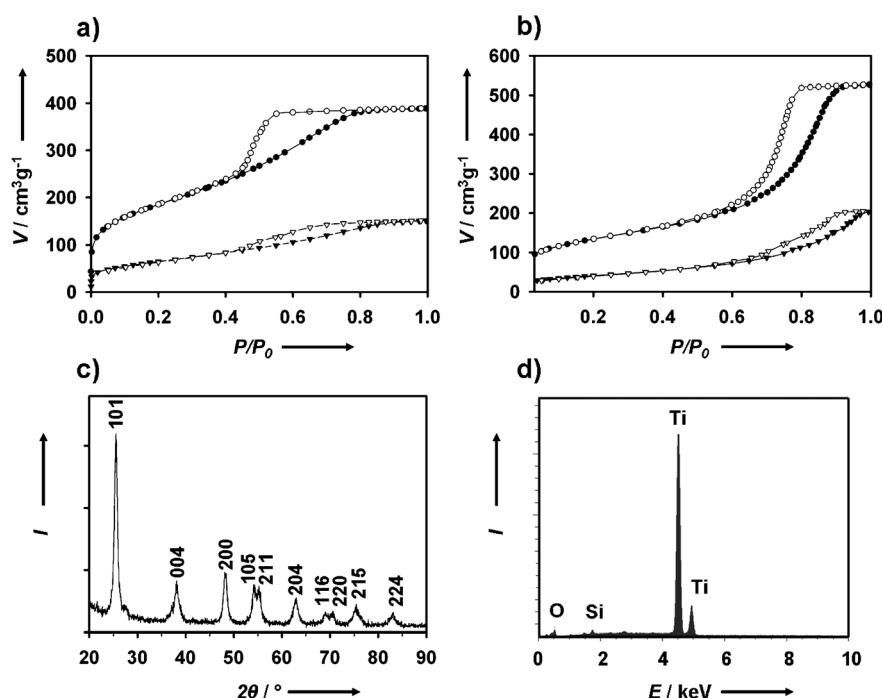 a)
500
400
300
200
100
0
V / cm³g⁻¹
0.0 0.2 0.4 0.6 0.8 1.0
P/P₀
b)
600
500
400
300
200
100
0
V / cm³g⁻¹
0.2 0.4 0.6 0.8 1.0
P/P₀
c)
101
004
200
105
211
204
116
220
215
224
I
20 30 40 50 60 70 80 90
2θ / °
d)
Ti
Ti
O
Si
I
0 2 4 6 8 10
E / keV